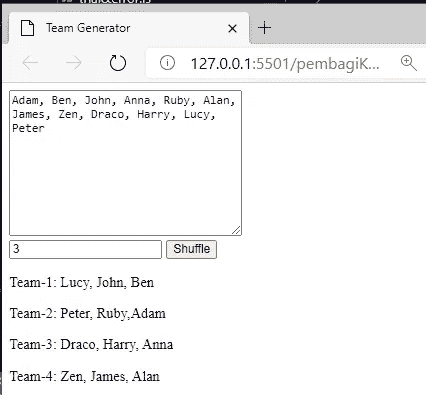 Team Generator
127.0.0.1:5501/pembagiK...
Adam, Ben, John, Anna, Ruby, Alan,
James, Zen, Draco, Harry, Lucy,
Peter
3 Shuffle
Team-1: Lucy, John, Ben
Team-2: Peter, Ruby,Adam
Team-3: Draco, Harry, Anna
Team-4: Zen, James, Alan